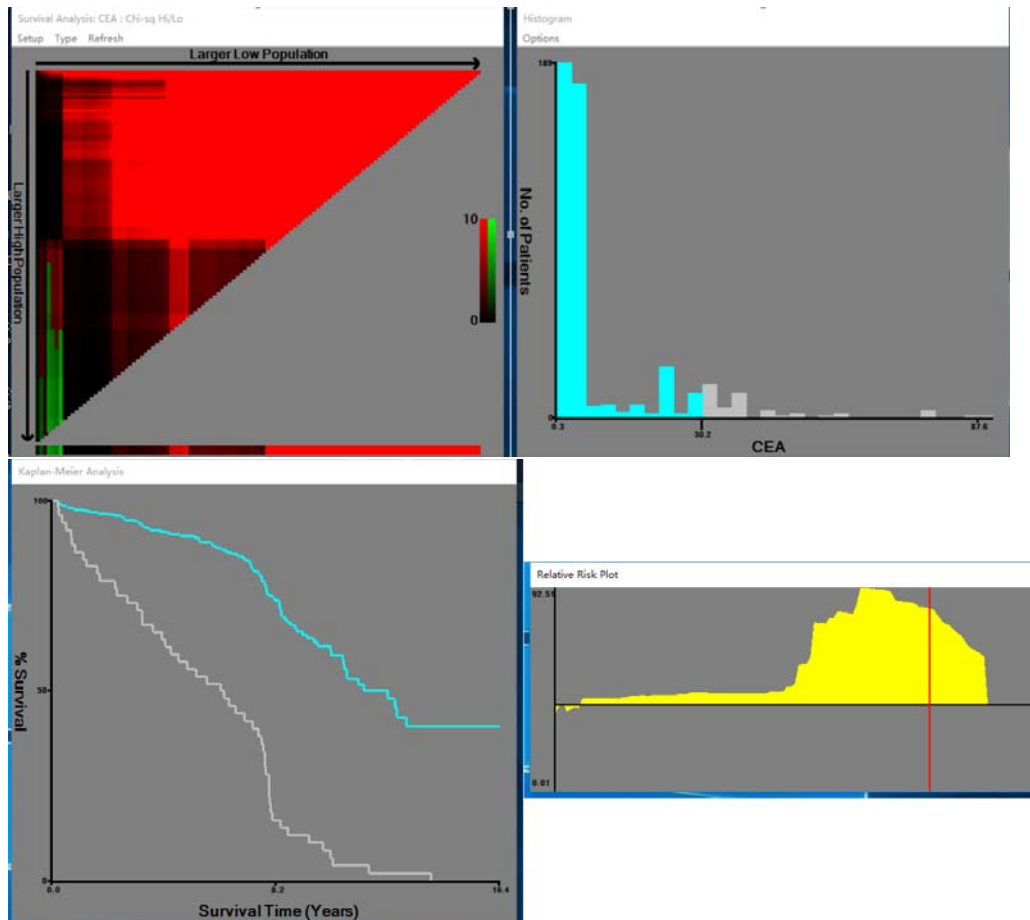 Survival Analysis: CEA : Chi-sq Hi/Lo
Setup Type Refresh
Larger Low Population
Larger High Population
10
0
Histogram
Options
No. of Patients
0
0.3
30.2
87.6
CEA
Kaplan-Meier Analysis
100
50
0
% Survival
0.0
8.2
16.4
Survival Time (Years)
Relative Risk Plot
92.51
0.01